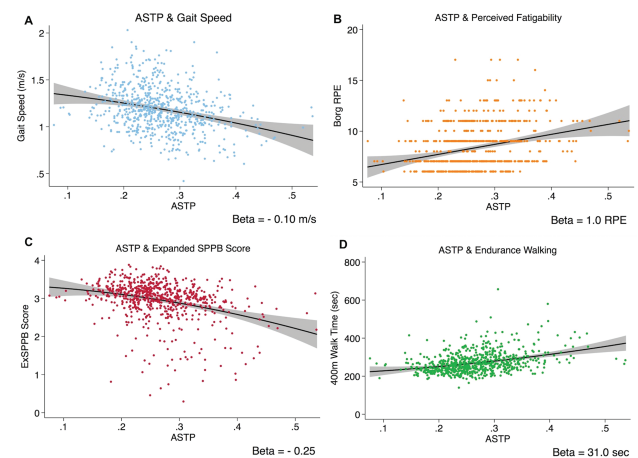 A
ASTP & Gait Speed
Gait Speed (m/s)
2
1.5
1
.5
.1 .2 .3 .4 .5
ASTP
Beta = - 0.10 m/s
B
ASTP & Perceived Fatigability
Borg RPE
20
15
10
5
.1 .2 .3 .4 .5
ASTP
Beta = 1.0 RPE
C
ASTP & Expanded SPPB Score
ExSPPB Score
4
3
2
1
0
.1 .2 .3 .4 .5
ASTP
Beta = - 0.25
D
ASTP & Endurance Walking
400m Walk Time (sec)
800
600
400
200
0
.1 .2 .3 .4 .5
ASTP
Beta = 31.0 sec